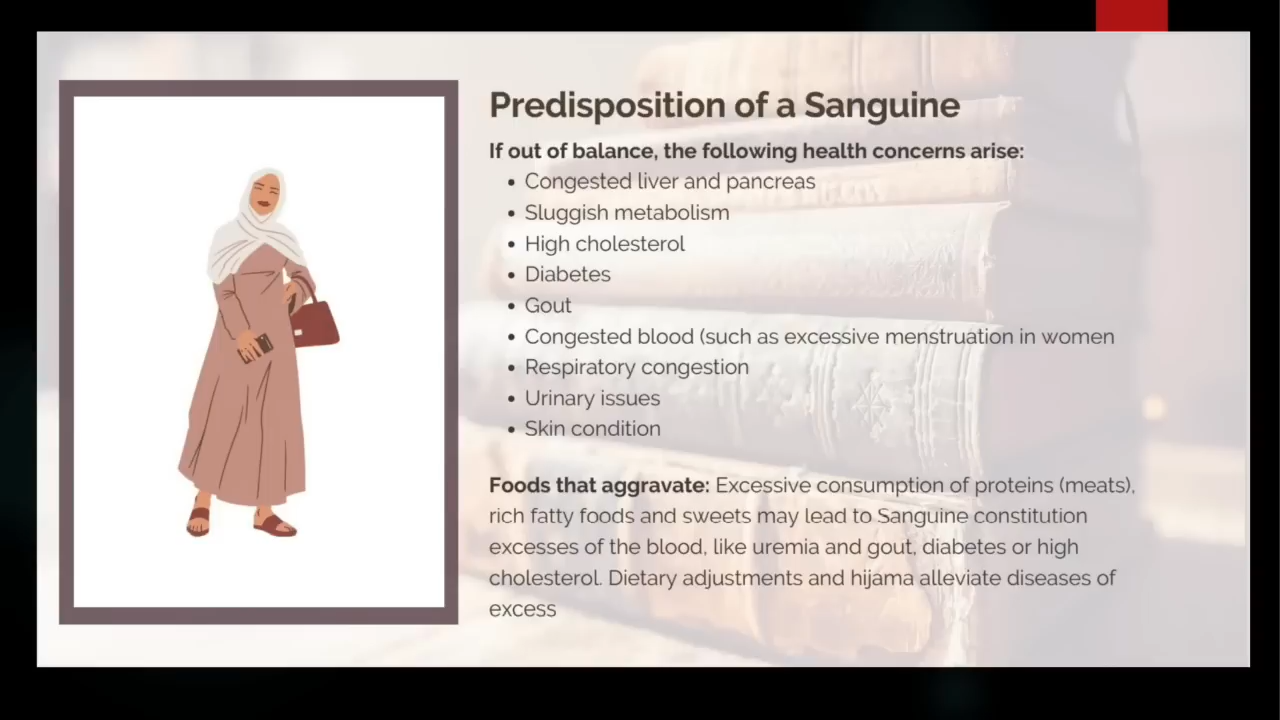 Predisposition of a Sanguine
If out of balance, the following health concerns arise:
• Congested liver and pancreas
• Sluggish metabolism
• High cholesterol
• Diabetes
• Gout
• Congested blood (such as excessive menstruation in women
• Respiratory congestion
• Urinary issues
• Skin condition
Foods that aggravate: Excessive consumption of proteins (meats),
rich fatty foods and sweets may lead to Sanguine constitution
excesses of the blood, like uremia and gout, diabetes or high
cholesterol. Dietary adjustments and hijama alleviate diseases of
excess